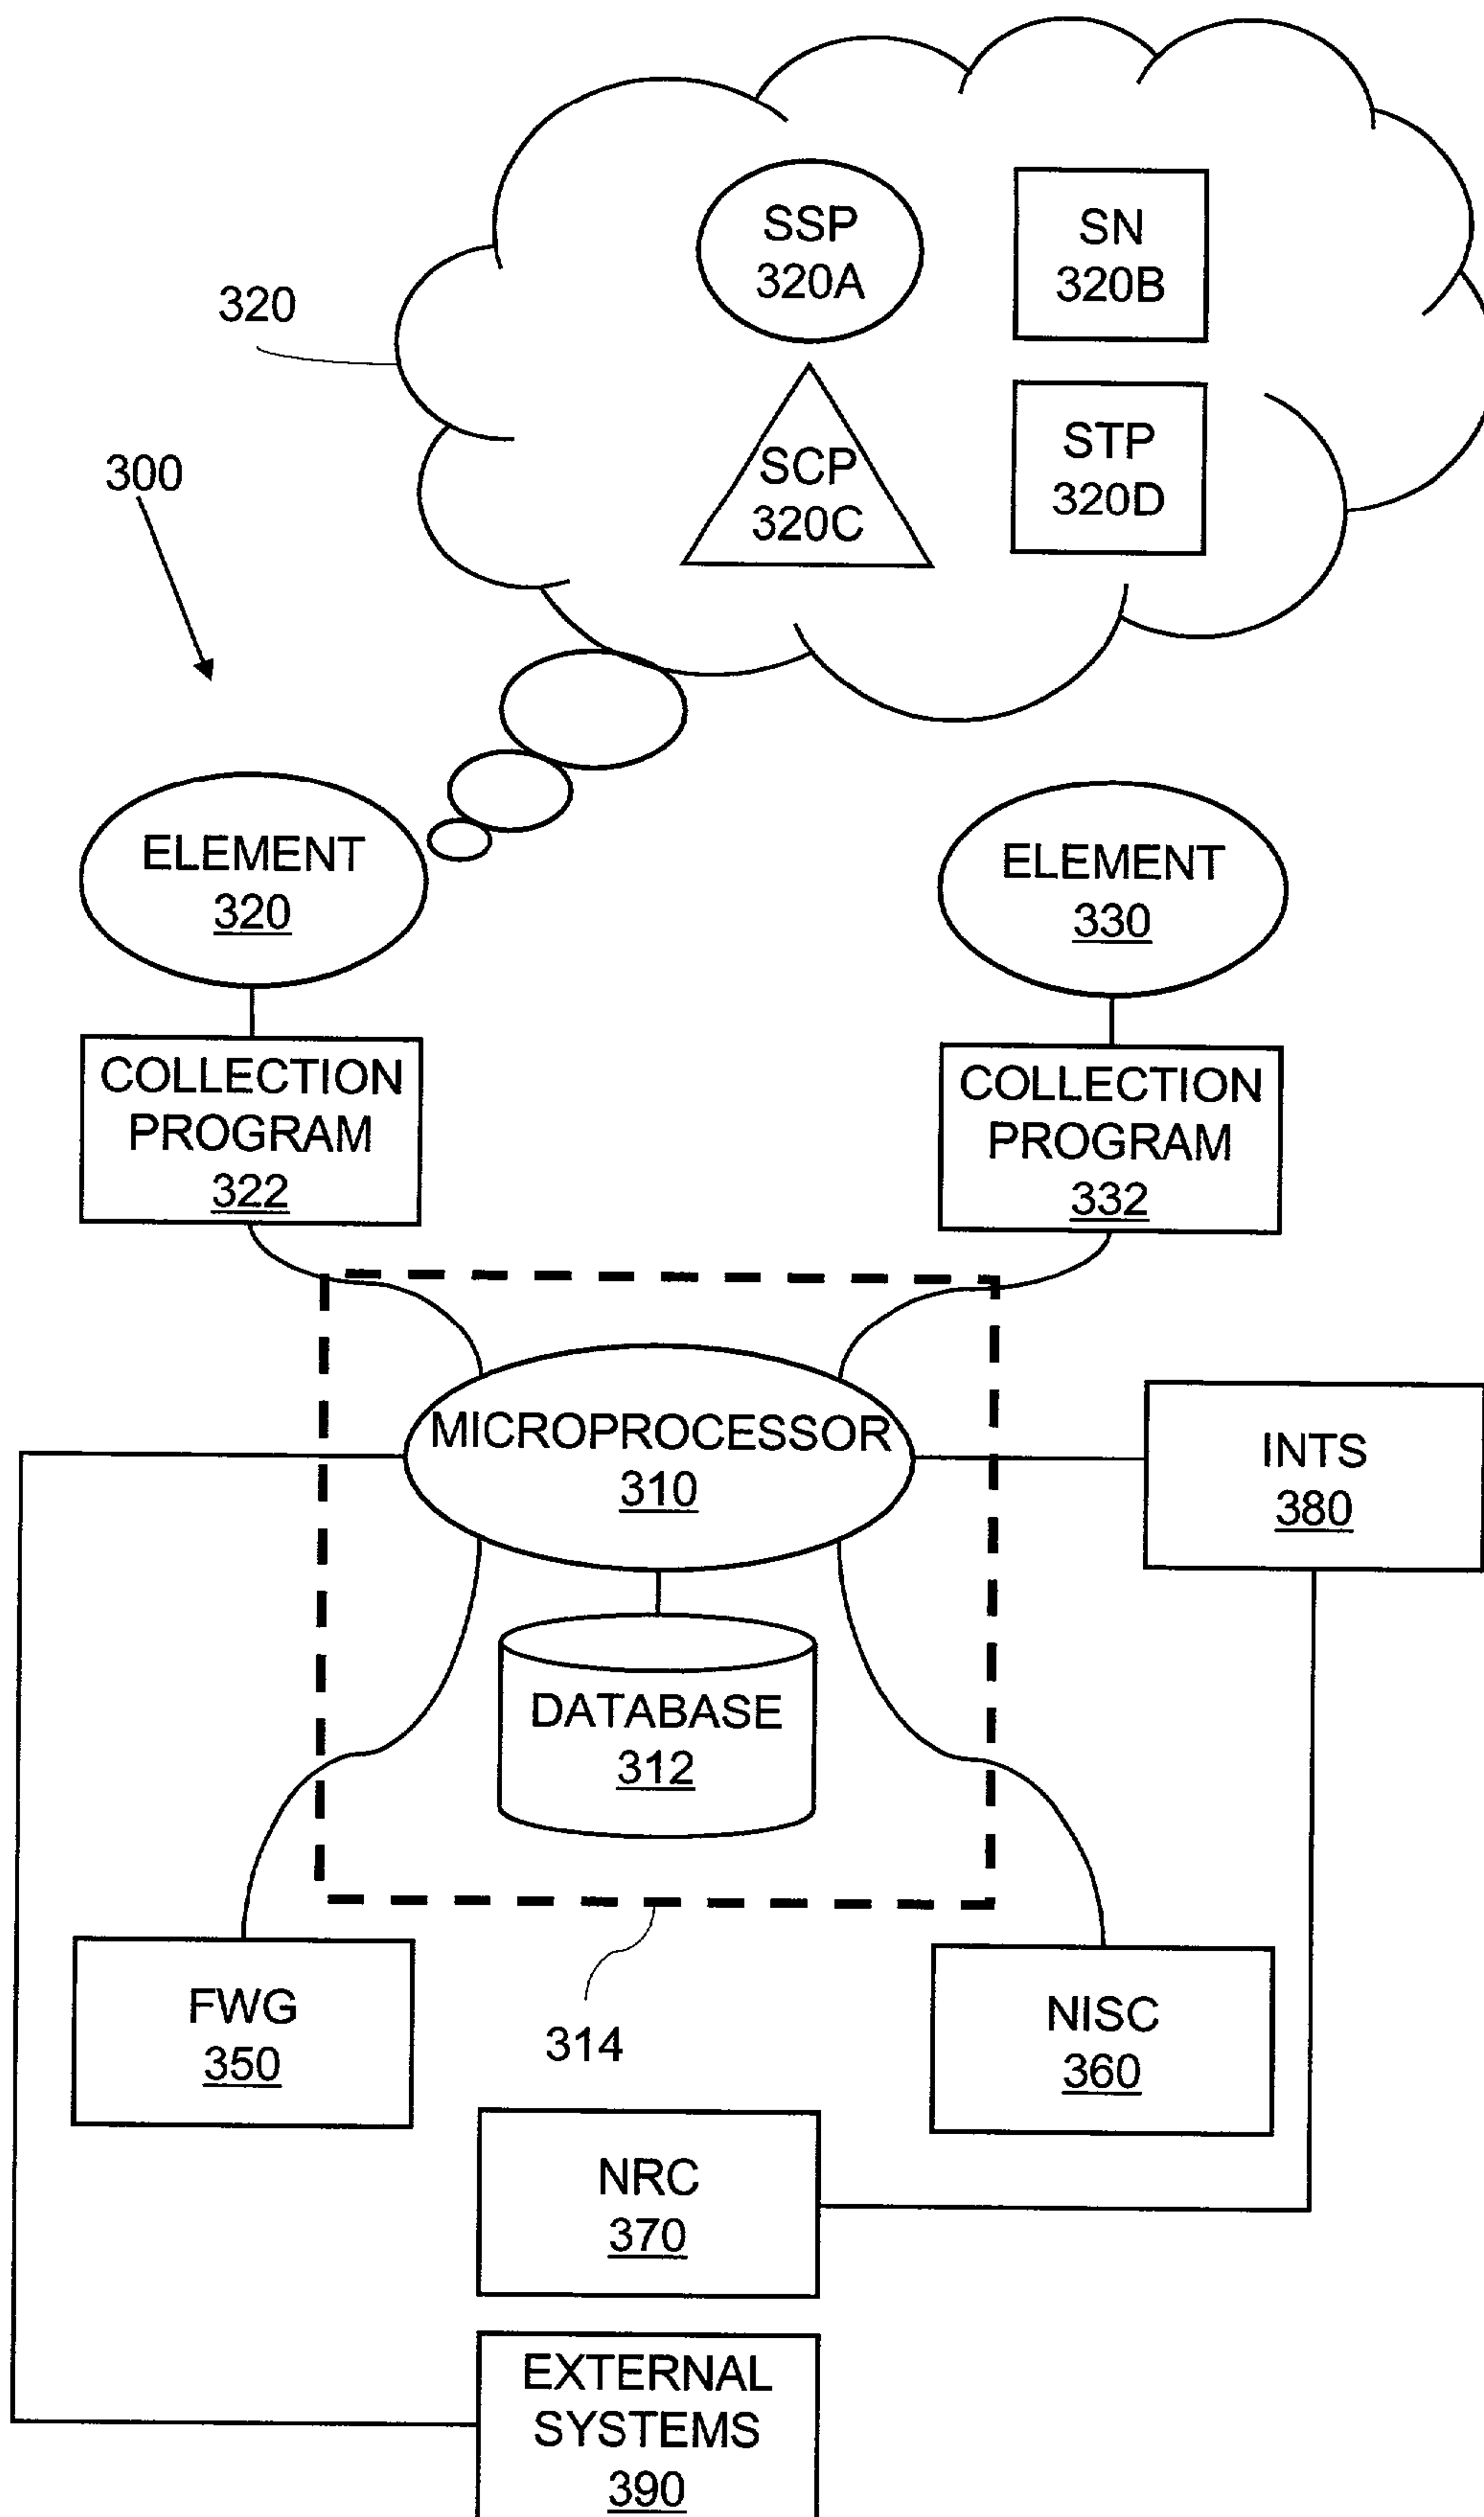 SSP
320A
SN
320B
320
SCP
320C
STP
320D
300
ELEMENT
320
ELEMENT
330
COLLECTION
PROGRAM
322
COLLECTION
PROGRAM
332
MICROPROCESSOR
310
INTS
380
DATABASE
312
FWG
350
314
NISC
360
NRC
370
EXTERNAL
SYSTEMS
390